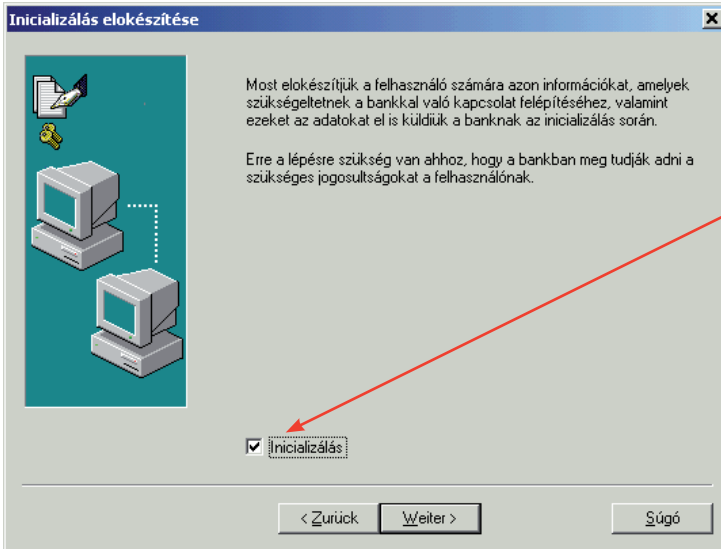 Inicializálás elokészítése
Most elokészítjük a felhasználó számára azon információkat, amelyek
szükségeltetnek a bankkal való kapcsolat felépítéséhez, valamint
ezeket az adatokat el is küldjük a banknak az inicializálás során.
Erre a lépésre szükség van ahhoz, hogy a bankban meg tudják adni a
szükséges jogosultságokat a felhasználónak.
Inicializálás
< Zurück Weiter > Súgó